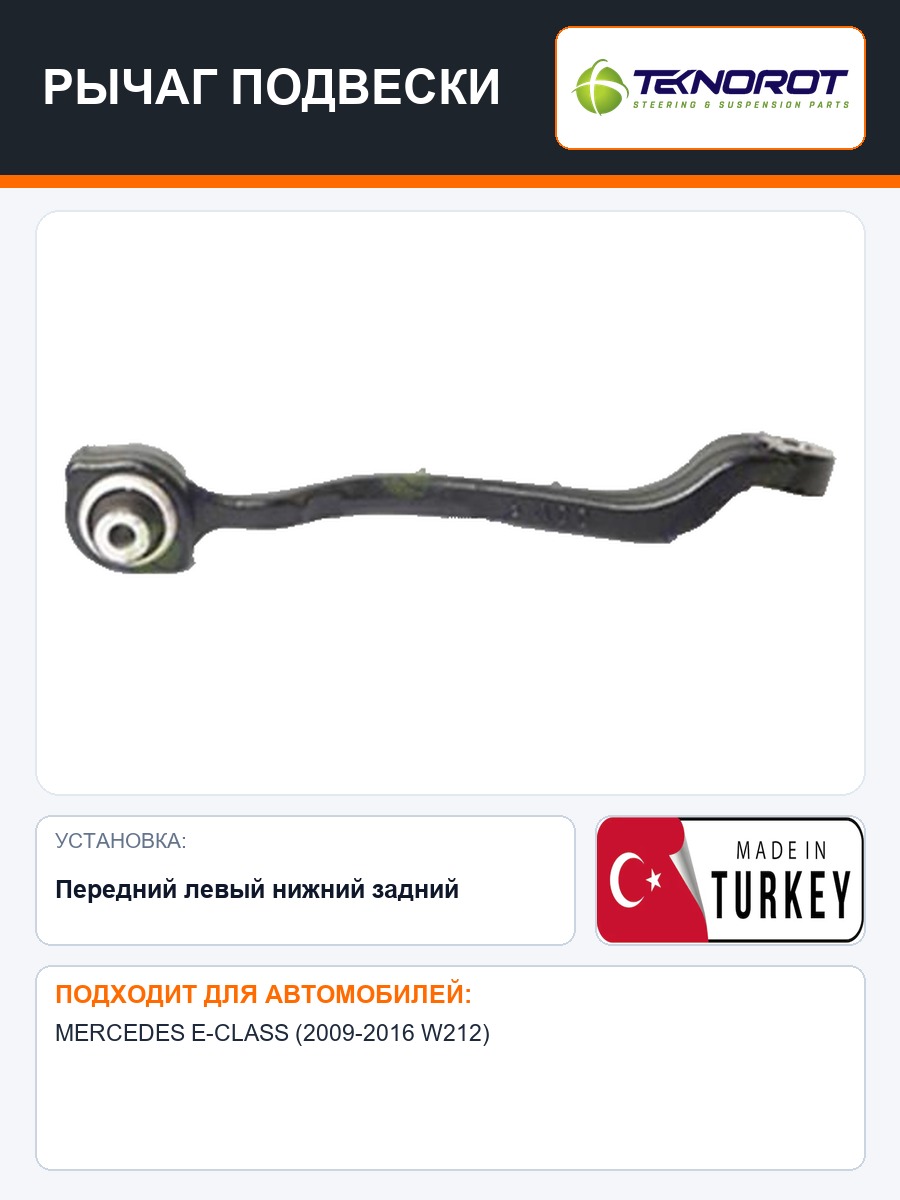 РЫЧАГ ПОДВЕСКИ
TEKNOROT
STEERING & SUSPENSION PARTS
УСТАНОВКА:
Передний левый нижний задний
MADE IN
TURKEY
ПОДХОДИТ ДЛЯ АВТОМОБИЛЕЙ:
MERCEDES E-CLASS (2009-2016 W212)